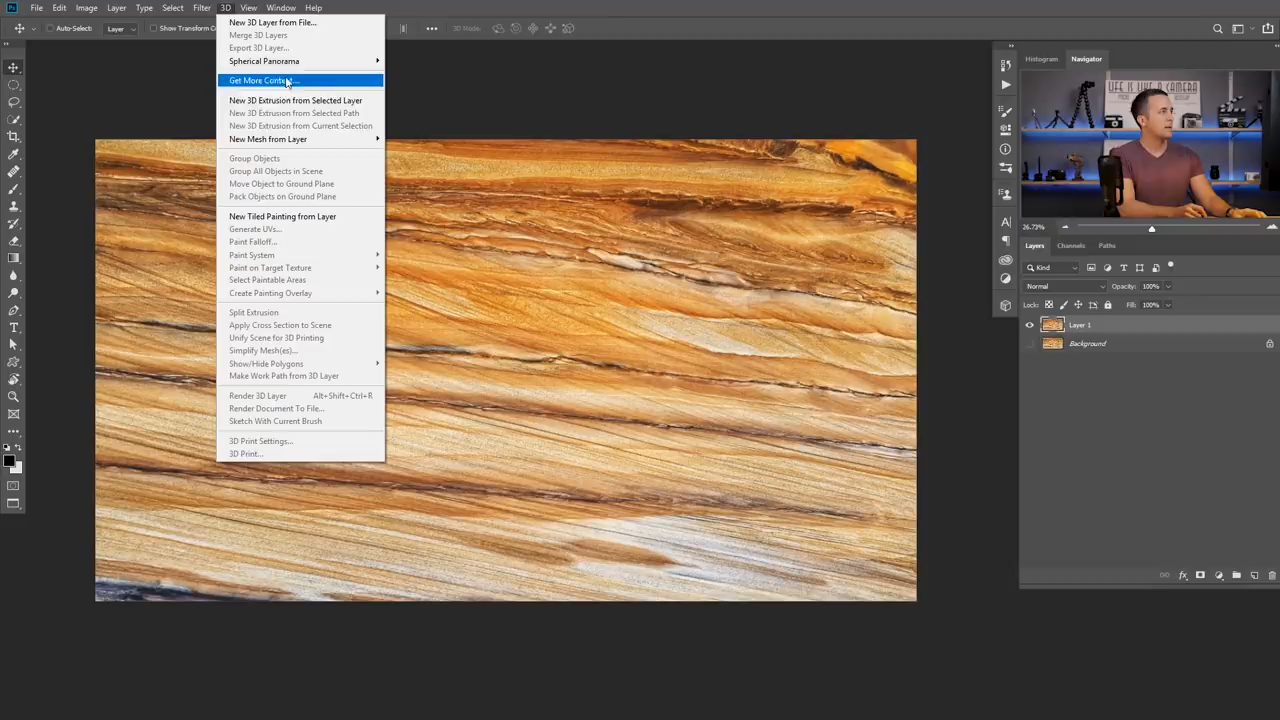 Ps File Edit Image Layer Type Select Filter 3D View Window Help
Auto-Select: Layer Show Transform 3D Mode:
New 3D Layer from File...
Merge 3D Layers
Export 3D Layer...
Spherical Panorama
Get More
New 3D Extrusion from Selected Layer
New 3D Extrusion from Selected Path
New 3D Extrusion from Current Selection
New Mesh from Layer
Group Objects
Group All Objects in Scene
Move Object to Ground Plane
Pack Objects on Ground Plane
New Tiled Painting from Layer
Generate UVs...
Paint Falloff...
Paint System
Paint on Target Texture
Select Paintable Areas
Create Painting Overlay
Split Extrusion
Apply Cross Section to Scene
Unify Scene for 3D Printing
Simplify Mesh(es)...
Show/Hide Polygons
Make Work Path from 3D Layer
Render 3D Layer Alt+Shift+Ctrl+R
Render Document To File...
Sketch With Current Brush
3D Print Settings...
3D Print...
Histogram Navigator
LIFE IS LIKE A CAMERA
26.73%
Layers Channels Paths
Kind
Normal Opacity: 100%
Lock: Fill: 100%
Layer 1
Background